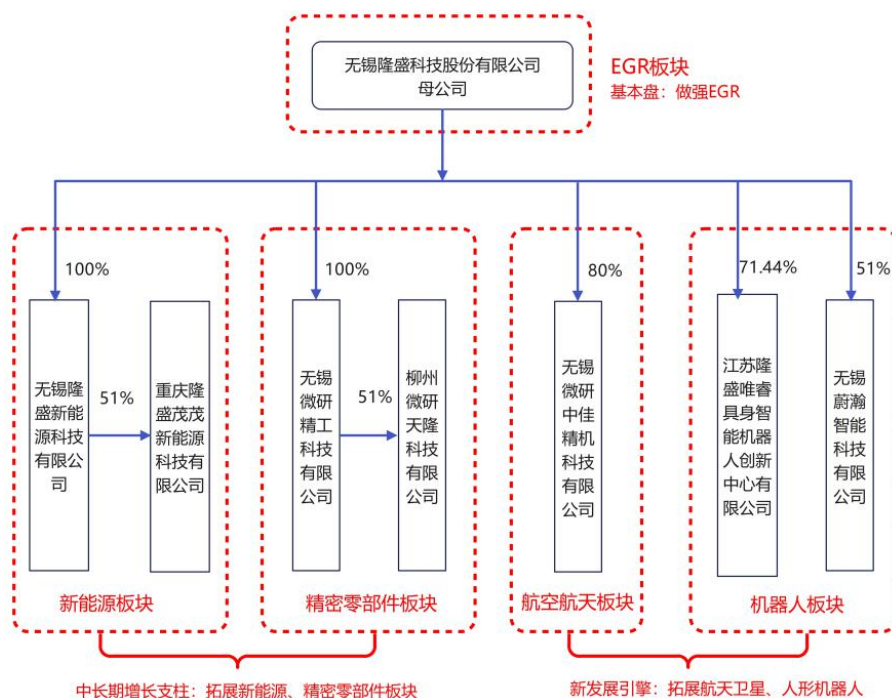 无锡隆盛科技股份有限公司
母公司
EGR板块
基本盘：做强EGR
100%
100%
80%
71.44%
51%
无锡隆
盛新能
源科技
有限公
司
51%
重庆隆
盛茂茂
新能源
科技有
限公司
无锡
微研
精工
科技
有限
公司
51%
柳州
微研
天隆
科技
有限
公司
无锡
微研
中佳
精机
科技
有限
公司
江苏隆
盛唯睿
具身智
能机器
人创新
中心有
限公司
无锡
蔚瀚
智能
科技
有限
公司
新能源板块
精密零部件板块
航空航天板块
机器人板块
中长期增长支柱：拓展新能源、精密零部件板块
新发展引擎：拓展航天卫星、人形机器人